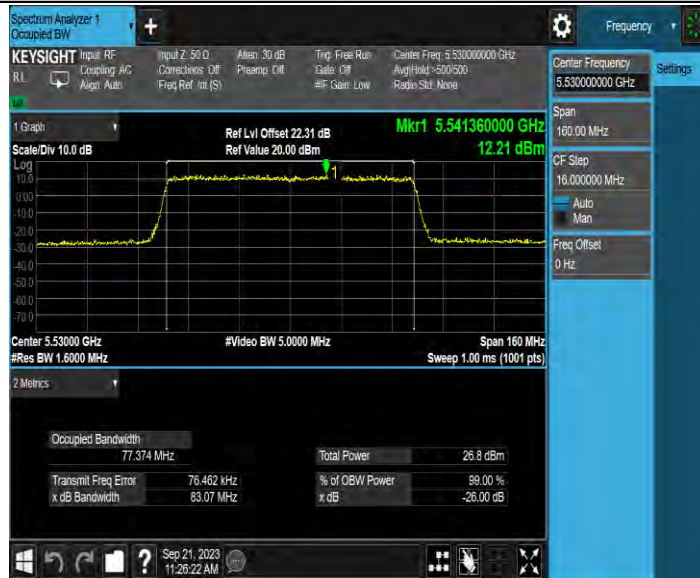 Spectrum Analyzer 1
Occupied BW
Frequency
KEYSIGHT Input: RF
Coupling: AC
Align: Auto
Input Z: 50 Ω
Corrections: Off
Freq Ref: Int (S)
Atten: 30 dB
Preamp: Off
Trig: Free Run
Gate: Off
#IF Gain: Low
Center Freq: 5.530000000 GHz
Avg|Hold:>500/500
Radio Std: None
RL
1 Graph
Scale/Div 10.0 dB
Ref Lvl Offset 22.31 dB
Ref Value 20.00 dBm
Mkr1 5.541360000 GHz
12.21 dBm
Log
10.0
0.00
-10.0
-20.0
-30.0
-40.0
-50.0
-60.0
-70.0
1
Center 5.53000 GHz
#Res BW 1.6000 MHz
#Video BW 5.0000 MHz
Span 160 MHz
Sweep 1.00 ms (1001 pts)
2 Metrics
Occupied Bandwidth
77.374 MHz
Total Power 26.8 dBm
Transmit Freq Error 76.462 kHz
% of OBW Power 99.00 %
x dB Bandwidth 83.07 MHz
x dB -26.00 dB
Center Frequency
5.530000000 GHz
Settings
Span
160.00 MHz
CF Step
16.000000 MHz
Auto
Man
Freq Offset
0 Hz
Sep 21, 2023
11:26:22 AM